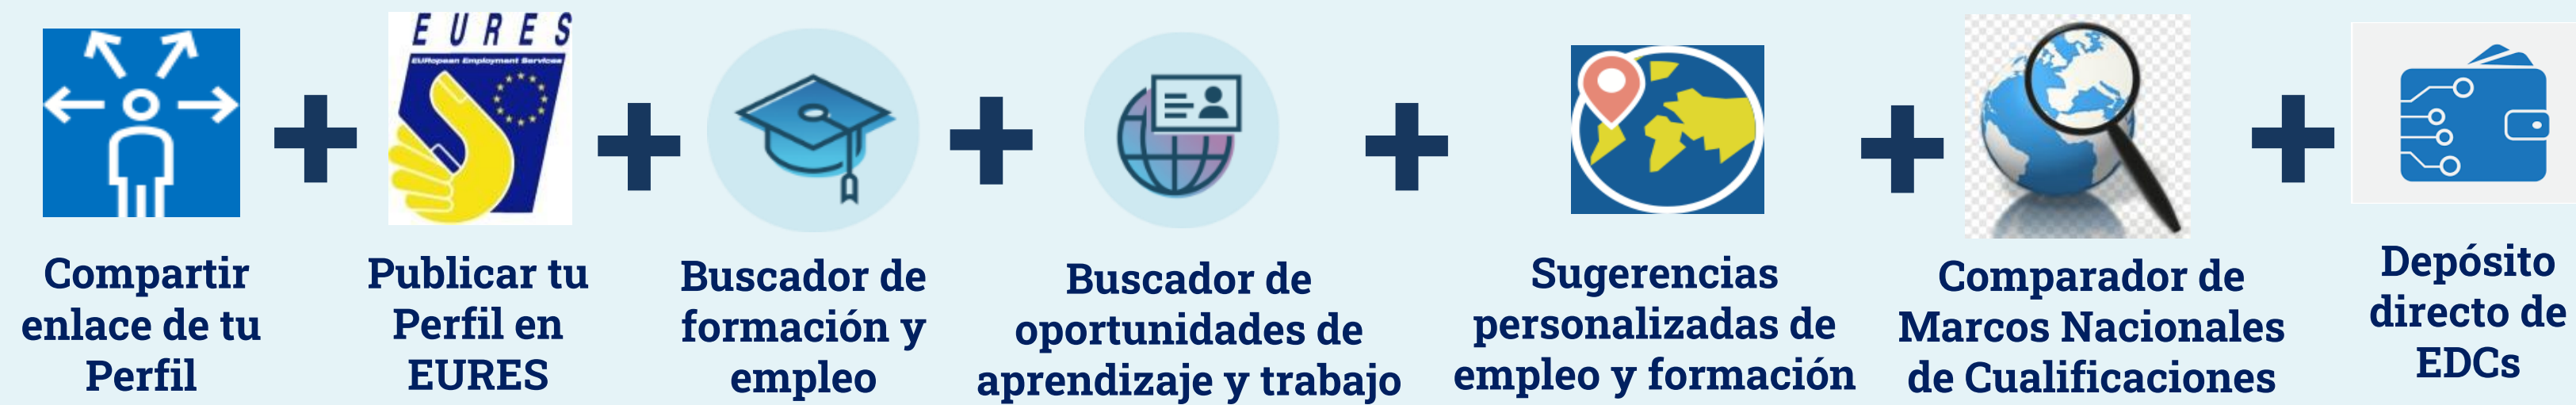 EURES
EURopean Employment Services
Compartir
enlace de tu
Perfil
Publicar tu
Perfil en
EURES
Buscador de
formación y
empleo
Buscador de
oportunidades de
aprendizaje y trabajo
Sugerencias
personalizadas de
empleo y formación
Comparador de
Marcos Nacionales
de Cualificaciones
Depósito
directo de
EDCs